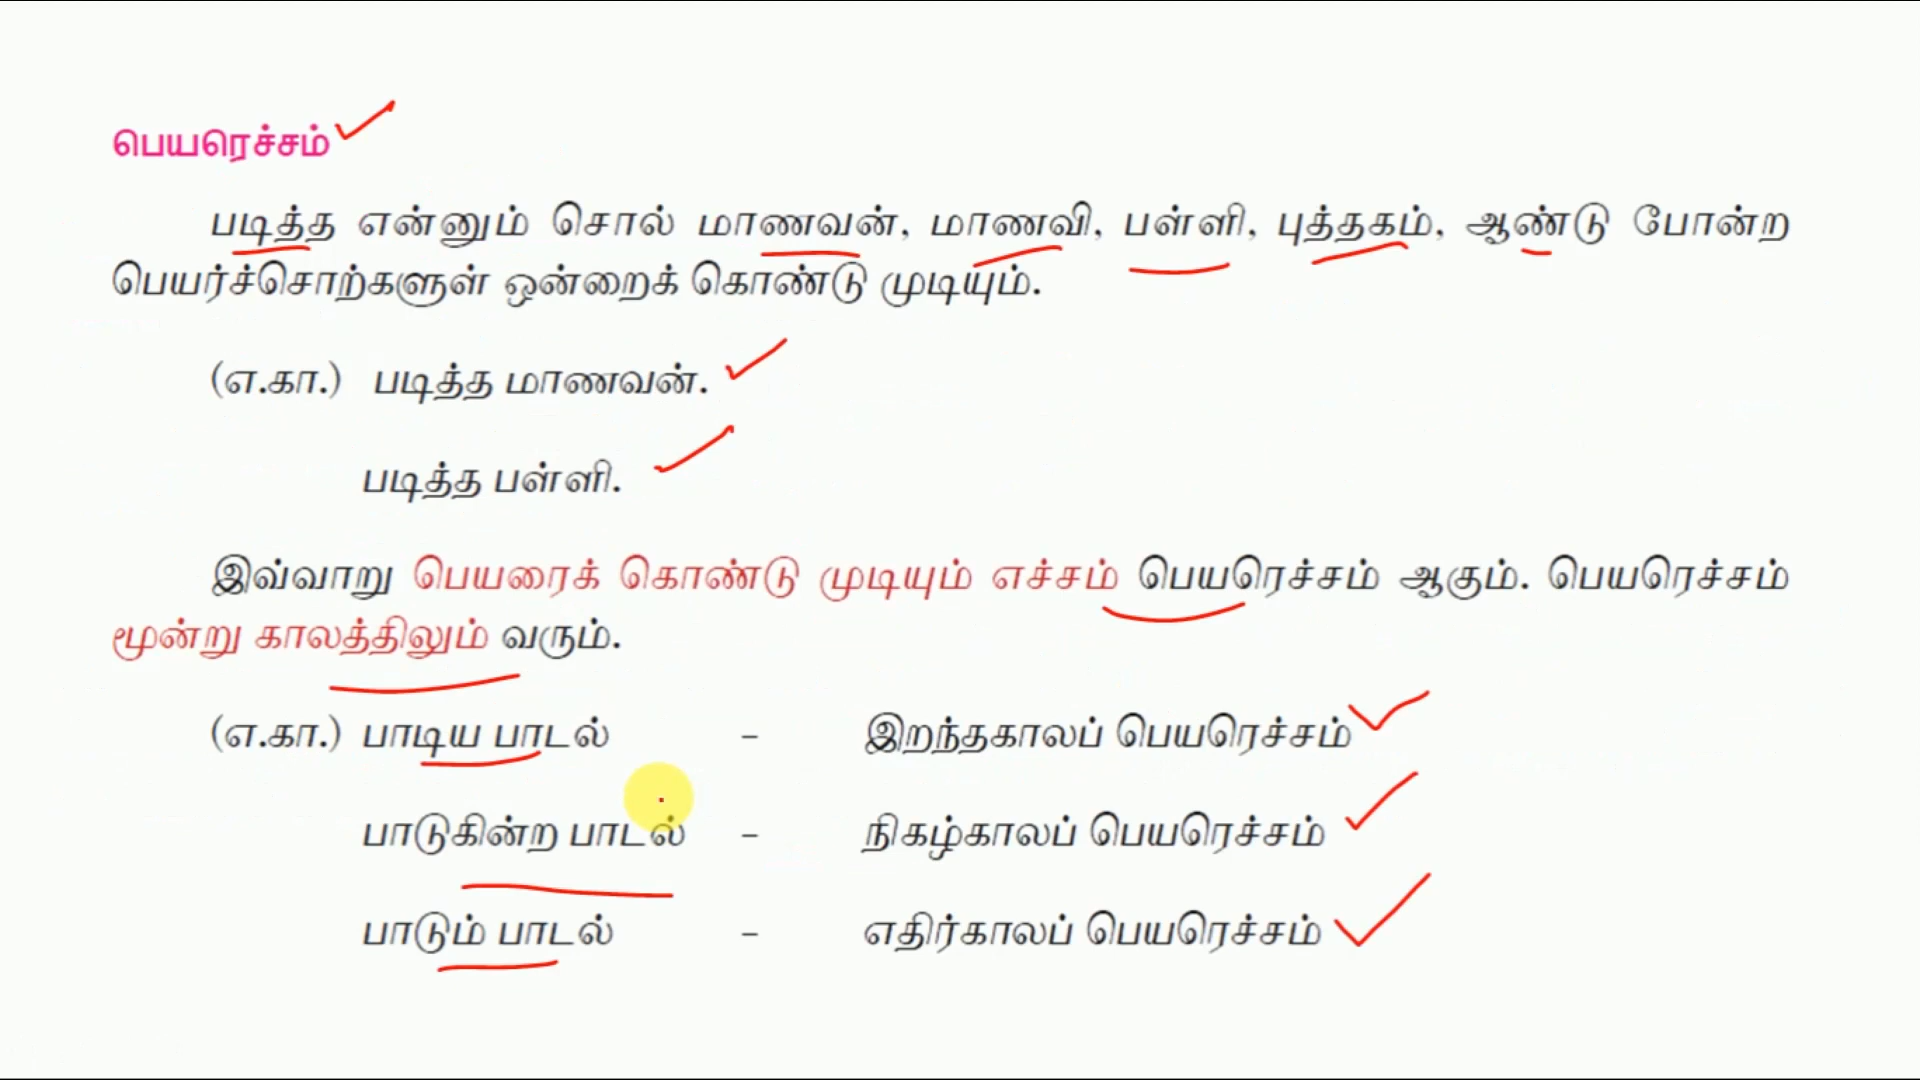 பெயரெச்சம்
படித்த என்னும் சொல் மாணவன், மாணவி, பள்ளி, புத்தகம், ஆண்டு போன்ற
பெயர்ச்சொற்களுள் ஒன்றைக் கொண்டு முடியும்.
(எ.கா.) படித்த மாணவன்.
படித்த பள்ளி.
இவ்வாறு பெயரைக் கொண்டு முடியும் எச்சம் பெயரெச்சம் ஆகும். பெயரெச்சம்
மூன்று காலத்திலும் வரும்.
(எ.கா.) பாடிய பாடல் - இறந்தகாலப் பெயரெச்சம்
பாடுகின்ற பாடல் - நிகழ்காலப் பெயரெச்சம்
பாடும் பாடல் - எதிர்காலப் பெயரெச்சம்